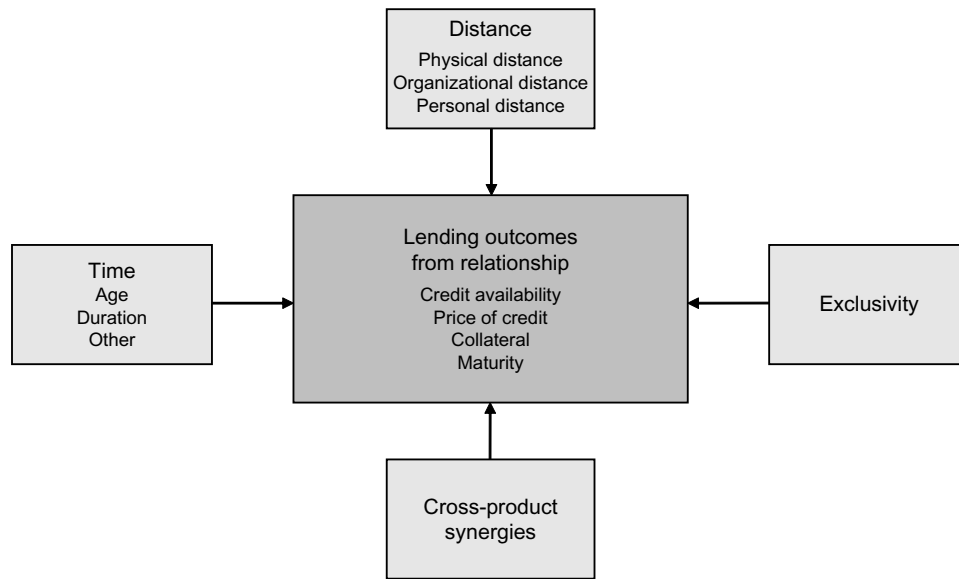 Distance
Physical distance
Organizational distance
Personal distance
Time
Age
Duration
Other
Lending outcomes
from relationship
Credit availability
Price of credit
Collateral
Maturity
Exclusivity
Cross-product
synergies